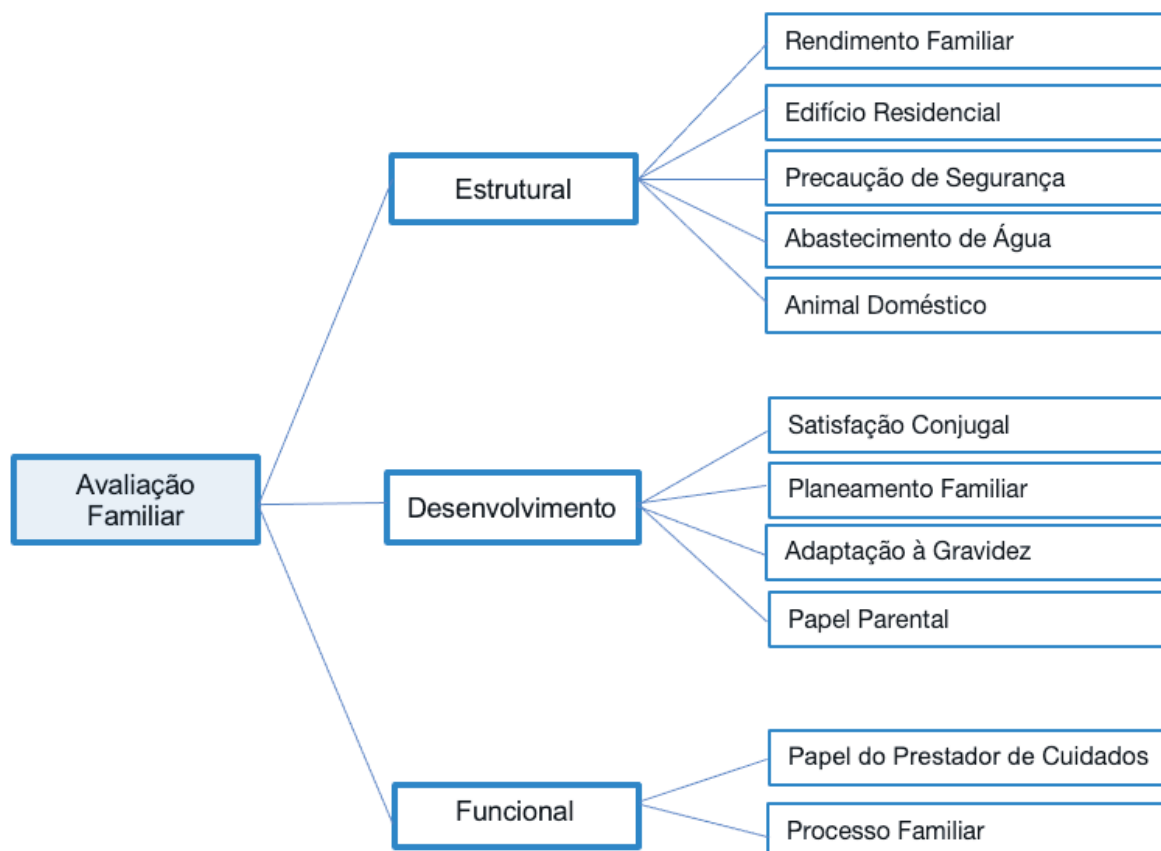 Avaliação
Familiar
Estrutural
Rendimento Familiar
Edifício Residencial
Precaução de Segurança
Abastecimento de Água
Animal Doméstico
Desenvolvimento
Satisfação Conjugal
Planeamento Familiar
Adaptação à Gravidez
Papel Parental
Funcional
Papel do Prestador de Cuidados
Processo Familiar